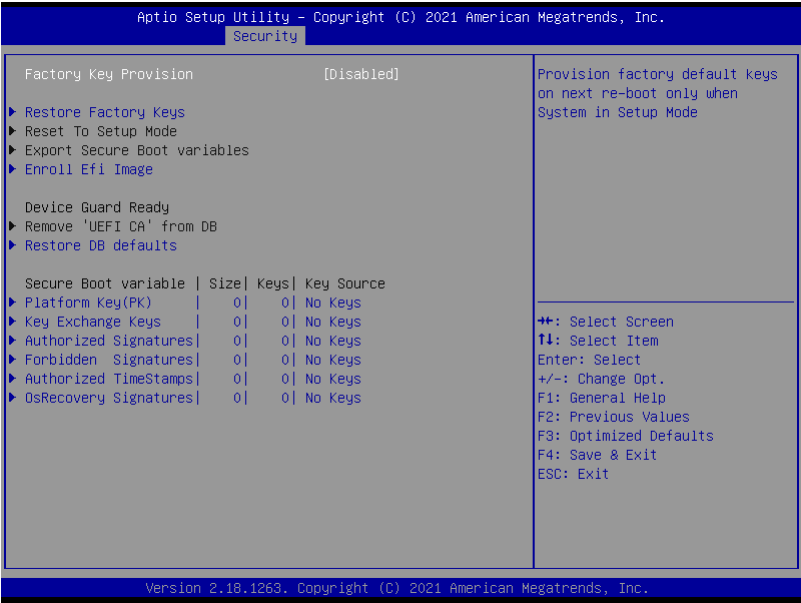 Aptio Setup Utility – Copyright (C) 2021 American Megatrends, Inc.
Security
Factory Key Provision [Disabled]
Restore Factory Keys
Reset To Setup Mode
Export Secure Boot variables
Enroll Efi Image
Device Guard Ready
Remove 'UEFI CA' from DB
Restore DB defaults
Secure Boot variable | Size| Keys| Key Source
Platform Key(PK) | 0| 0| No Keys
Key Exchange Keys | 0| 0| No Keys
Authorized Signatures| 0| 0| No Keys
Forbidden Signatures| 0| 0| No Keys
Authorized TimeStamps| 0| 0| No Keys
OsRecovery Signatures| 0| 0| No Keys
Provision factory default keys
on next re-boot only when
System in Setup Mode
→←: Select Screen
↑↓: Select Item
Enter: Select
+/-: Change Opt.
F1: General Help
F2: Previous Values
F3: Optimized Defaults
F4: Save & Exit
ESC: Exit
Version 2.18.1263. Copyright (C) 2021 American Megatrends, Inc.